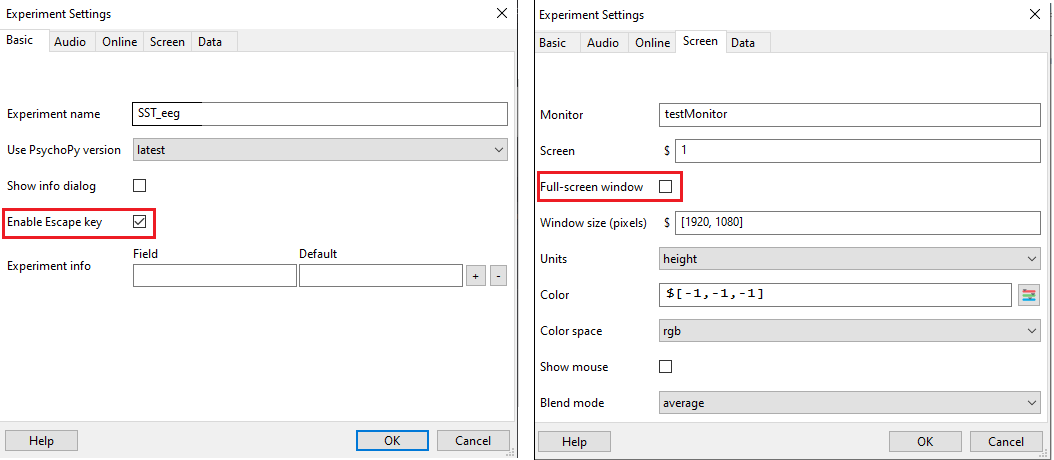 Experiment Settings
Basic Audio Online Screen Data
Experiment name SST_eeg
Use PsychoPy version latest
Show info dialog
Enable Escape key
Field Default
Experiment info + -
Help OK Cancel
Experiment Settings
Basic Audio Online Screen Data
Monitor testMonitor
Screen $ 1
Full-screen window
Window size (pixels) $ [1920, 1080]
Units height
Color $[-1,-1,-1]
Color space rgb
Show mouse
Blend mode average
Help OK Cancel